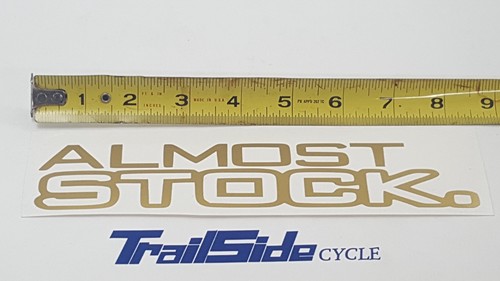 1 2 3 4 5 6 7 8 9
ALMOST
STOCK.
TrailSide CYCLE